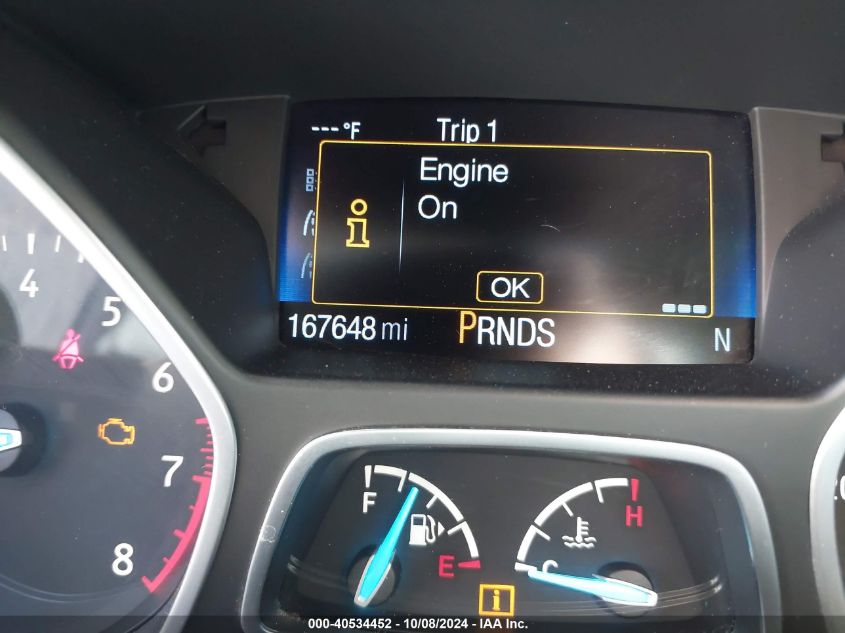 --- °F Trip 1
Engine
On
OK
167648 mi PRNDS N
4
5
6
7
8
F
E
H
C
i
000-40534452 - 10/08/2024 - IAA Inc.